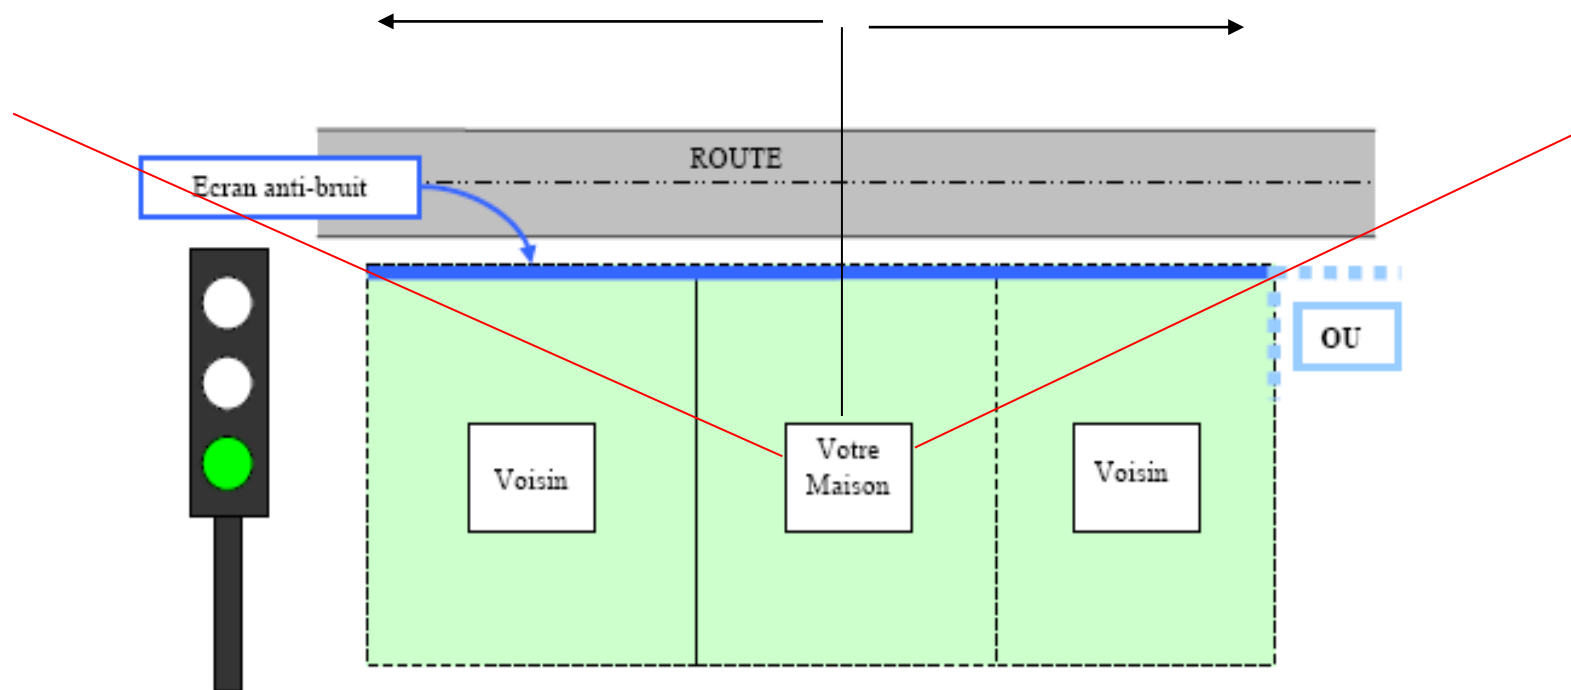 ROUTE
Ecran anti-bruit
OU
Votre
Maison
Voisin
Voisin